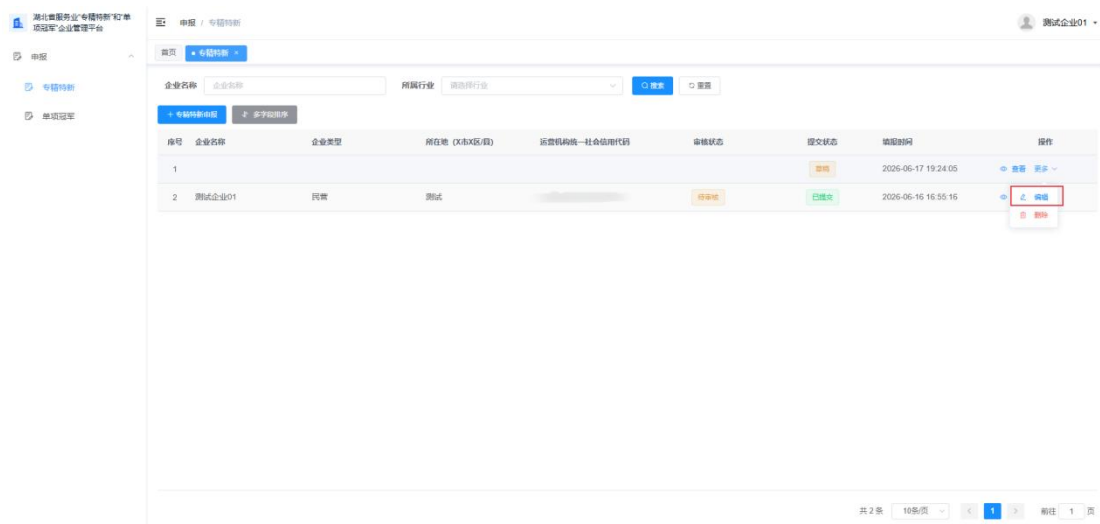 湖北省服务业“专精特新”和“单
项冠军”企业管理平台
申报 / 专精特新
测试企业01
申报
首页
专精特新 ×
专精特新
单项冠军
企业名称 企业名称
所属行业 请选择行业
搜索
重置
+ 专精特新申报
多字段排序
序号 企业名称 企业类型 所在地（X市X区/县） 运营机构统一社会信用代码 审核状态 提交状态 填报时间 操作
1 草稿 2026-06-17 19:24:05 查看 更多
2 测试企业01 民营 测试 待审核 已提交 2026-06-16 16:55:16 编辑
删除
共 2 条 10条/页 < 1 > 前往 1 页